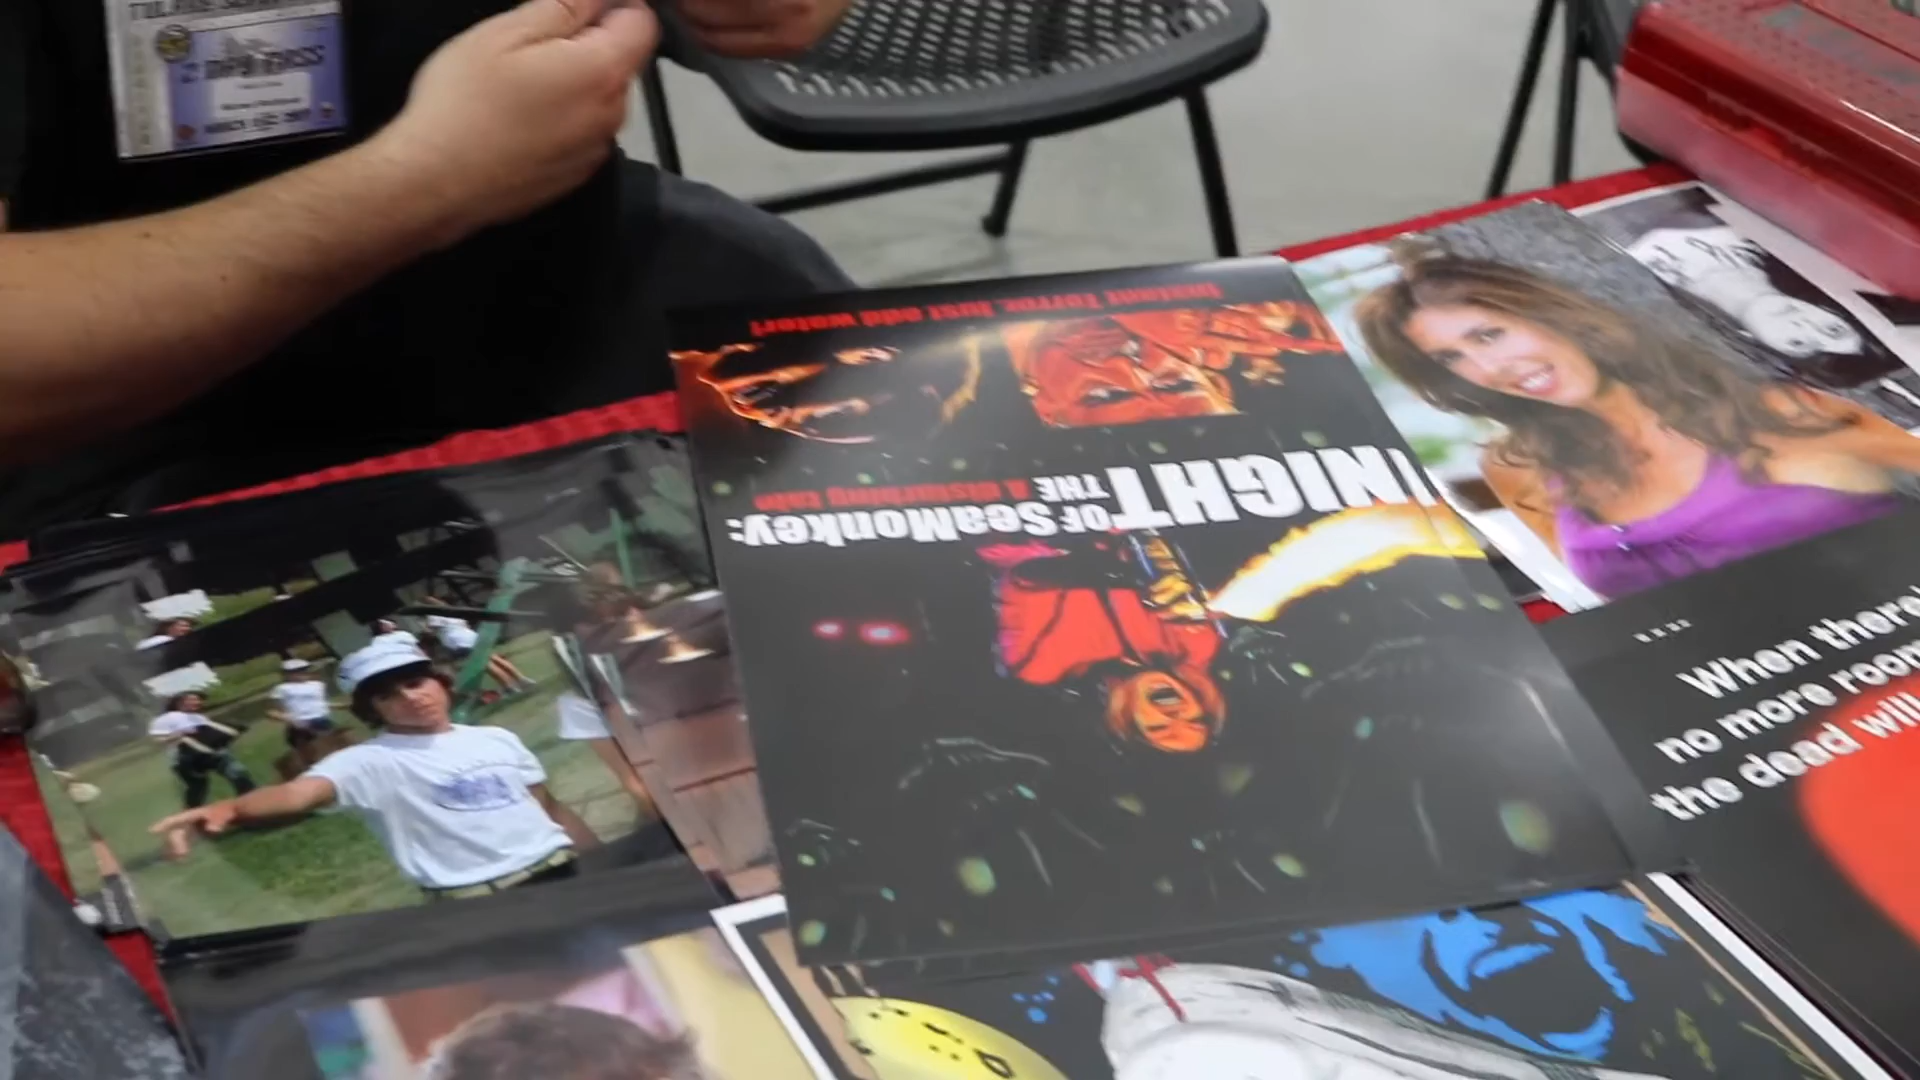 Instant Terror, Just add water!
NIGHT
OF THE
SeaMonkey:
A disturbing tale
When there
no more room
the dead will